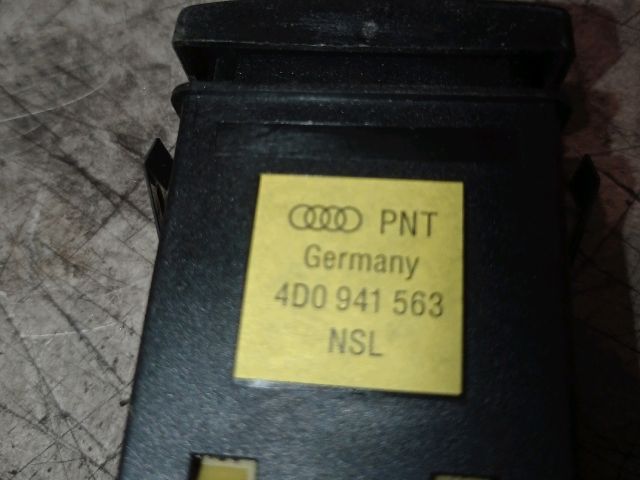 PNT
Germany
4D0 941 563
NSL